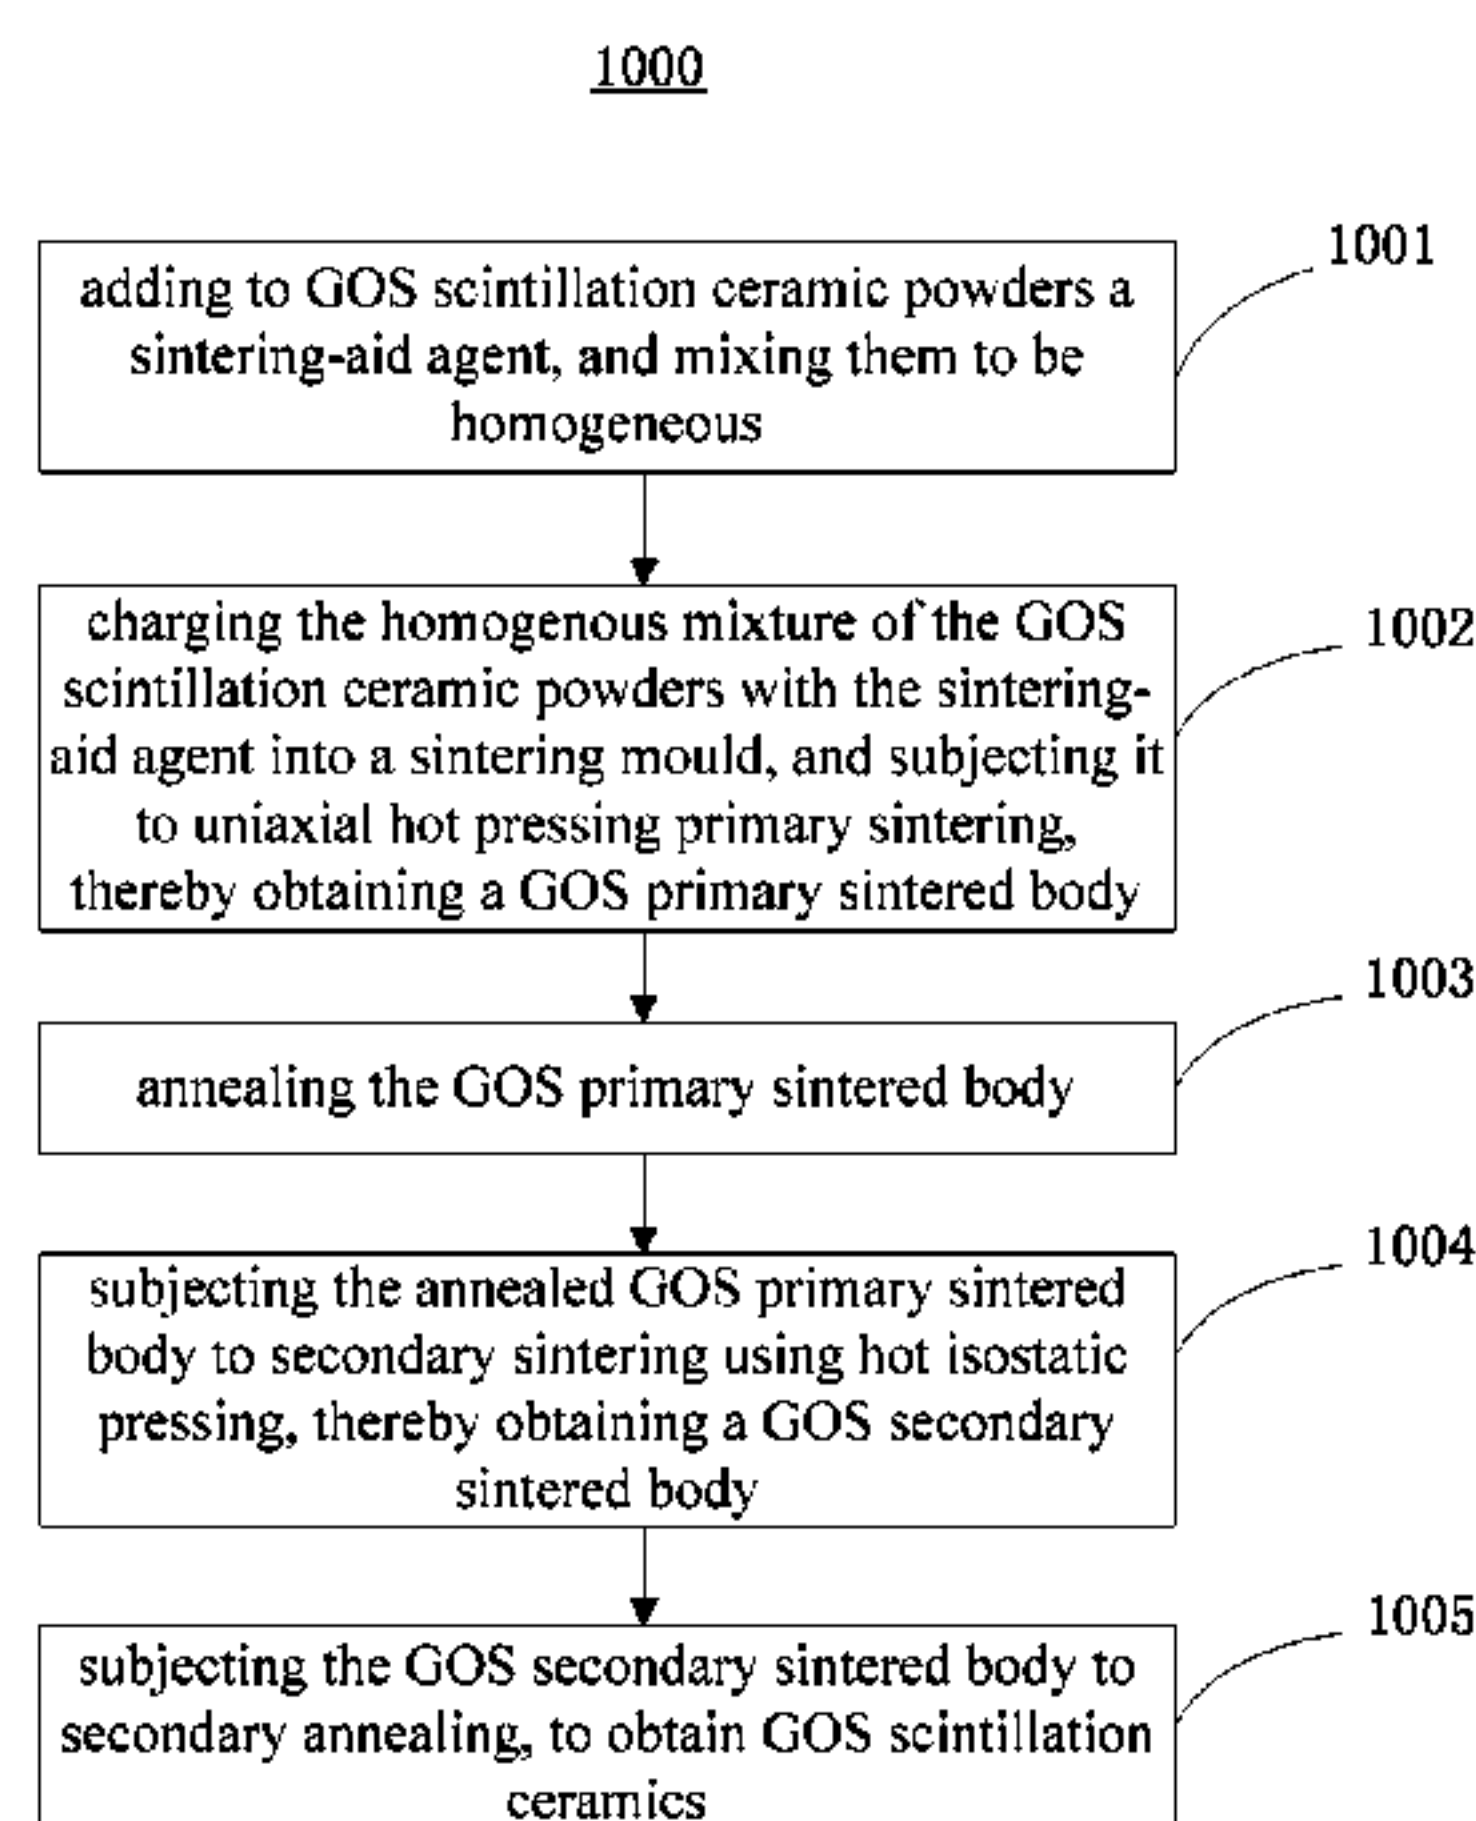 1000
1001
adding to GOS scintillation ceramic powders a
sintering-aid agent, and mixing them to be
homogeneous
1002
charging the homogenous mixture of the GOS
scintillation ceramic powders with the sintering-
aid agent into a sintering mould, and subjecting it
to uniaxial hot pressing primary sintering,
thereby obtaining a GOS primary sintered body
1003
annealing the GOS primary sintered body
1004
subjecting the annealed GOS primary sintered
body to secondary sintering using hot isostatic
pressing, thereby obtaining a GOS secondary
sintered body
1005
subjecting the GOS secondary sintered body to
secondary annealing, to obtain GOS scintillation
ceramics